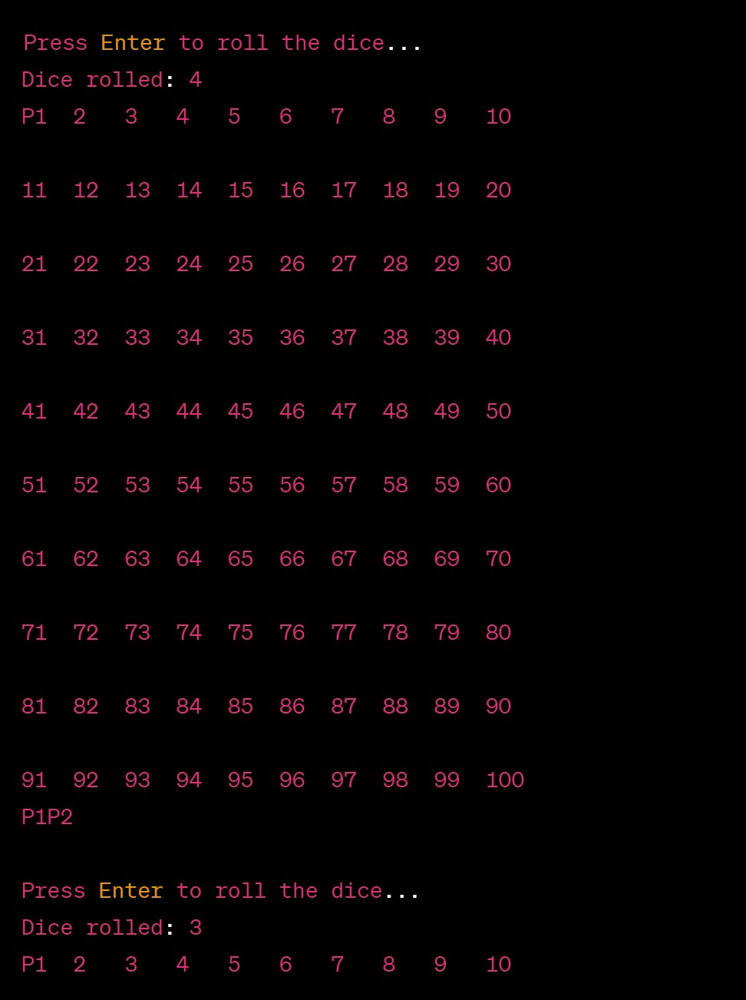 Press Enter to roll the dice...
Dice rolled: 4
P1 2 3 4 5 6 7 8 9 10
11 12 13 14 15 16 17 18 19 20
21 22 23 24 25 26 27 28 29 30
31 32 33 34 35 36 37 38 39 40
41 42 43 44 45 46 47 48 49 50
51 52 53 54 55 56 57 58 59 60
61 62 63 64 65 66 67 68 69 70
71 72 73 74 75 76 77 78 79 80
81 82 83 84 85 86 87 88 89 90
91 92 93 94 95 96 97 98 99 100
P1P2
Press Enter to roll the dice...
Dice rolled: 3
P1 2 3 4 5 6 7 8 9 10